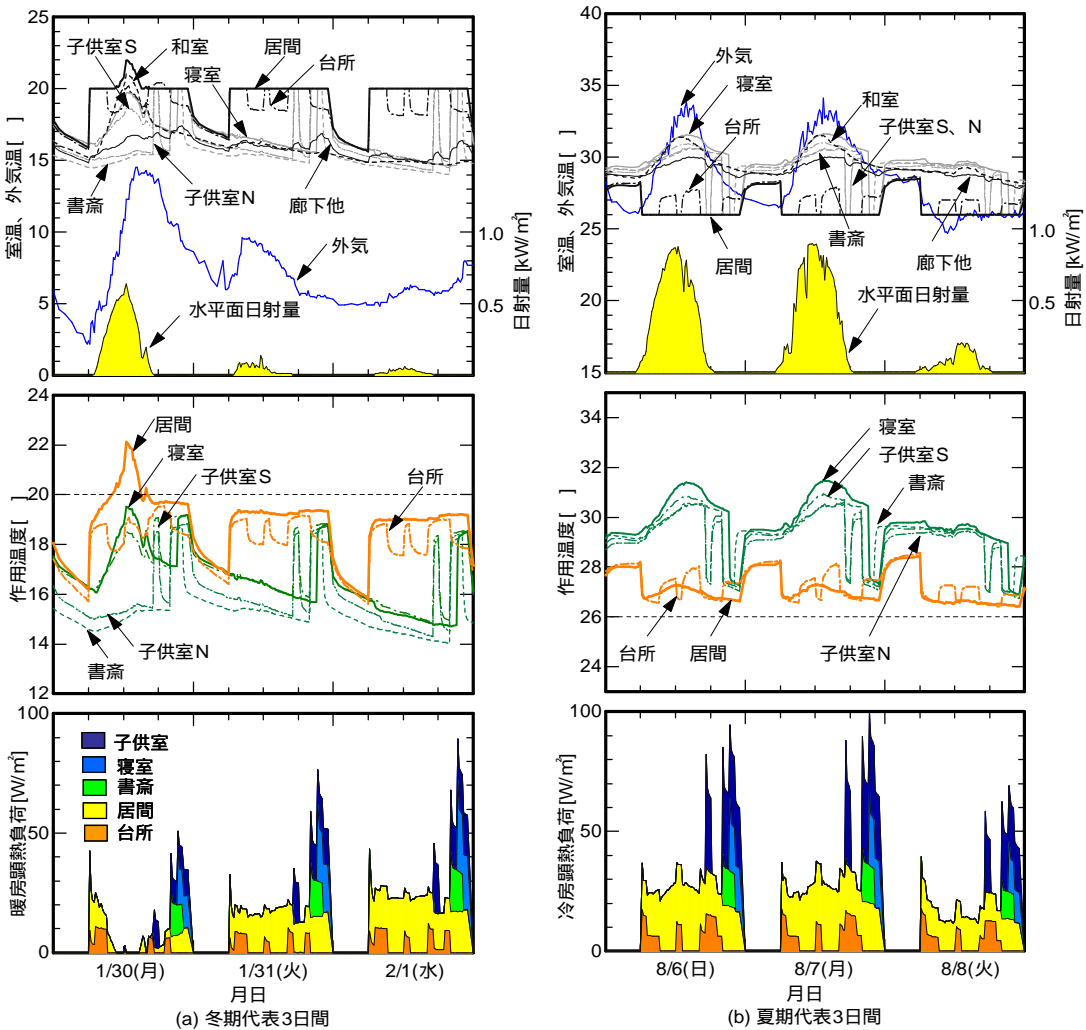 25
20
15
10
5
0
室温、外気温[　]
子供室S
和室
居間
台所
寝室
書斎
子供室N
廊下他
外気
水平面日射量
1.0
0.5
日射量 [kW/㎡]
24
22
20
18
16
14
12
作用温度[　]
居間
寝室
子供室S
台所
子供室N
書斎
100
50
0
暖房顕熱負荷[W/㎡]
子供室
寝室
書斎
居間
台所
1/30(月)
1/31(火)
2/1(水)
月日
(a) 冬期代表3日間
40
35
30
25
20
15
室温、外気温[　]
外気
寝室
和室
台所
子供室S、N
居間
書斎
廊下他
水平面日射量
1.0
0.5
日射量 [kW/㎡]
34
32
30
28
26
24
作用温度[　]
寝室
子供室S
書斎
台所
居間
子供室N
100
50
0
冷房顕熱負荷[W/㎡]
8/6(日)
8/7(月)
8/8(火)
月日
(b) 夏期代表3日間